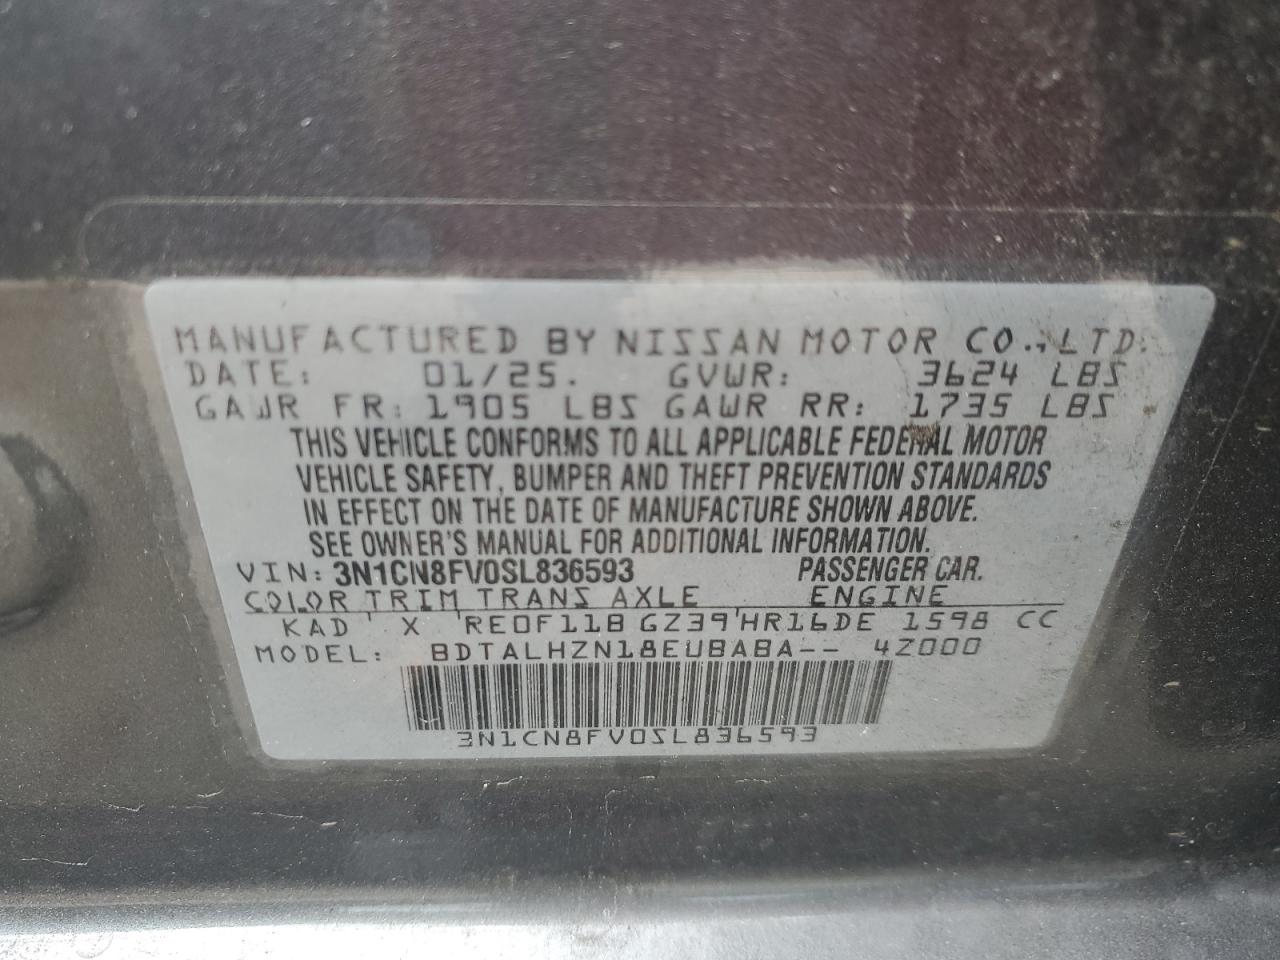 MANUFACTURED BY NISSAN MOTOR CO., LTD.
DATE: 01/25. GVWR: 3624 LBS
GAWR FR: 1905 LBS GAWR RR: 1735 LBS
THIS VEHICLE CONFORMS TO ALL APPLICABLE FEDERAL MOTOR
VEHICLE SAFETY, BUMPER AND THEFT PREVENTION STANDARDS
IN EFFECT ON THE DATE OF MANUFACTURE SHOWN ABOVE.
SEE OWNER'S MANUAL FOR ADDITIONAL INFORMATION.
VIN: 3N1CN8FV0SL836593 PASSENGER CAR.
COLOR TRIM TRANS AXLE ENGINE
KAD X RE0F11B GZ39 HR16DE 1598 CC
MODEL: BDTALHZN18EUBABA-- 4Z000
3N1CN8FV0SL836593